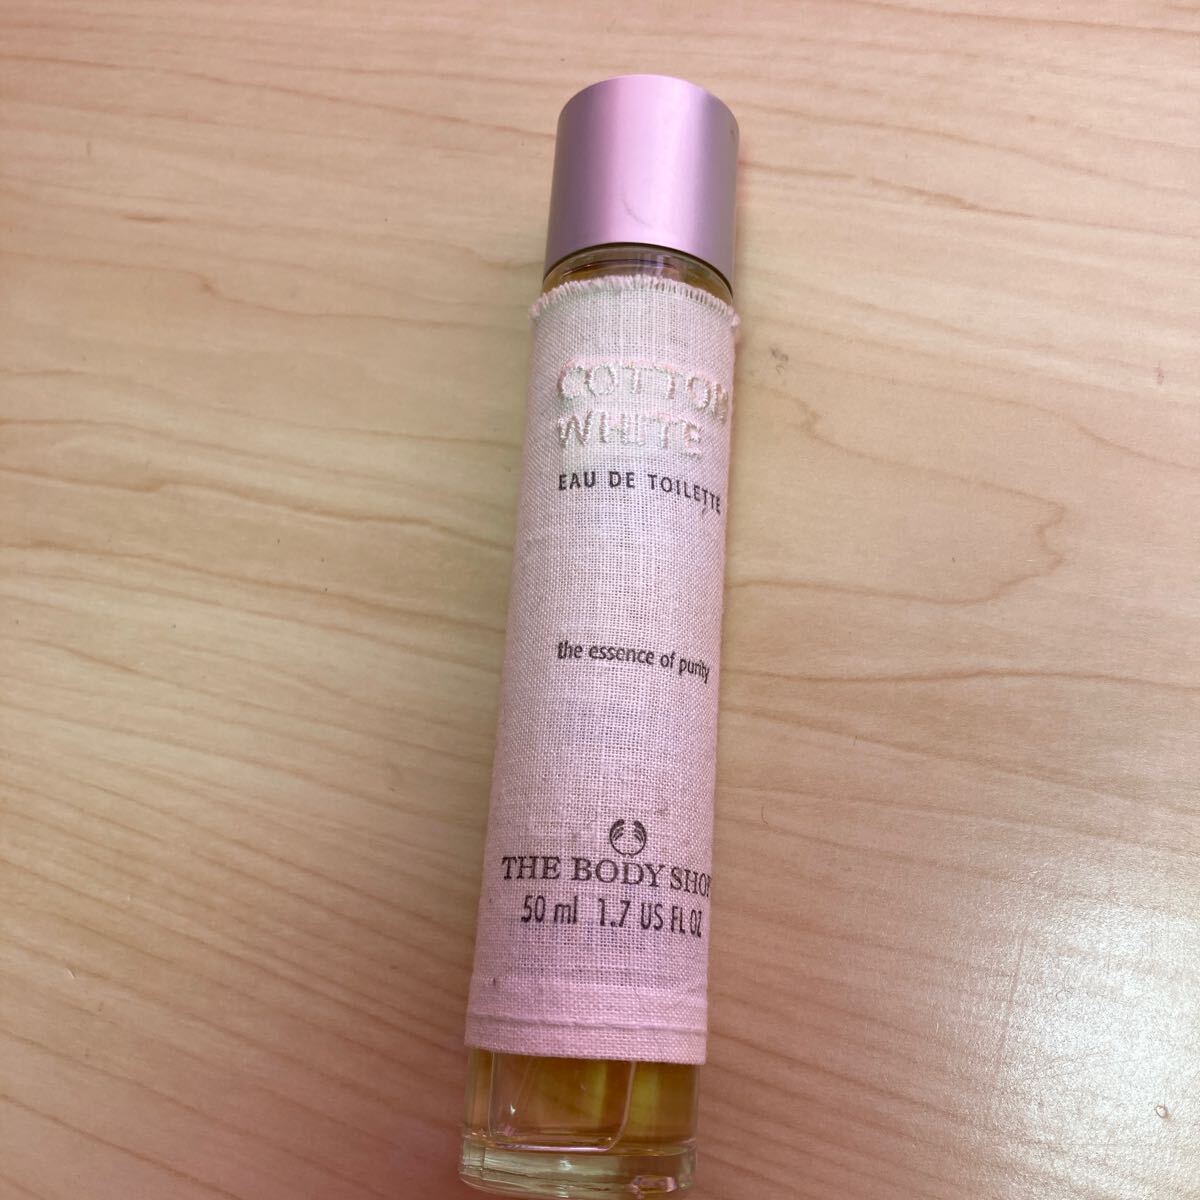 COTTON
WHITE
EAU DE TOILETTE
the essence of purity
THE BODY SHOP
50 ml 1.7 US FL OZ